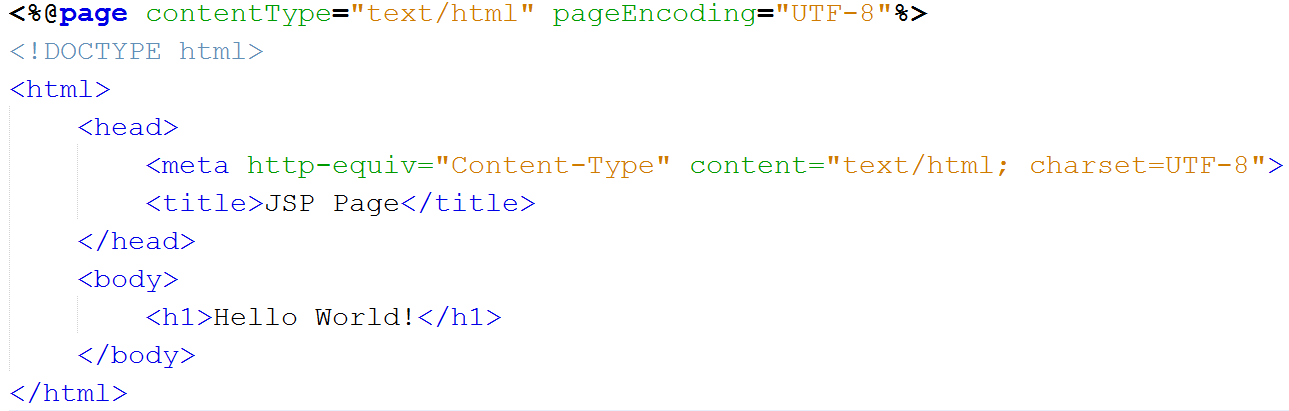 <%@page contentType="text/html" pageEncoding="UTF-8"%>
<!DOCTYPE html>
<html>
    <head>
        <meta http-equiv="Content-Type" content="text/html; charset=UTF-8">
        <title>JSP Page</title>
    </head>
    <body>
        <h1>Hello World!</h1>
    </body>
</html>